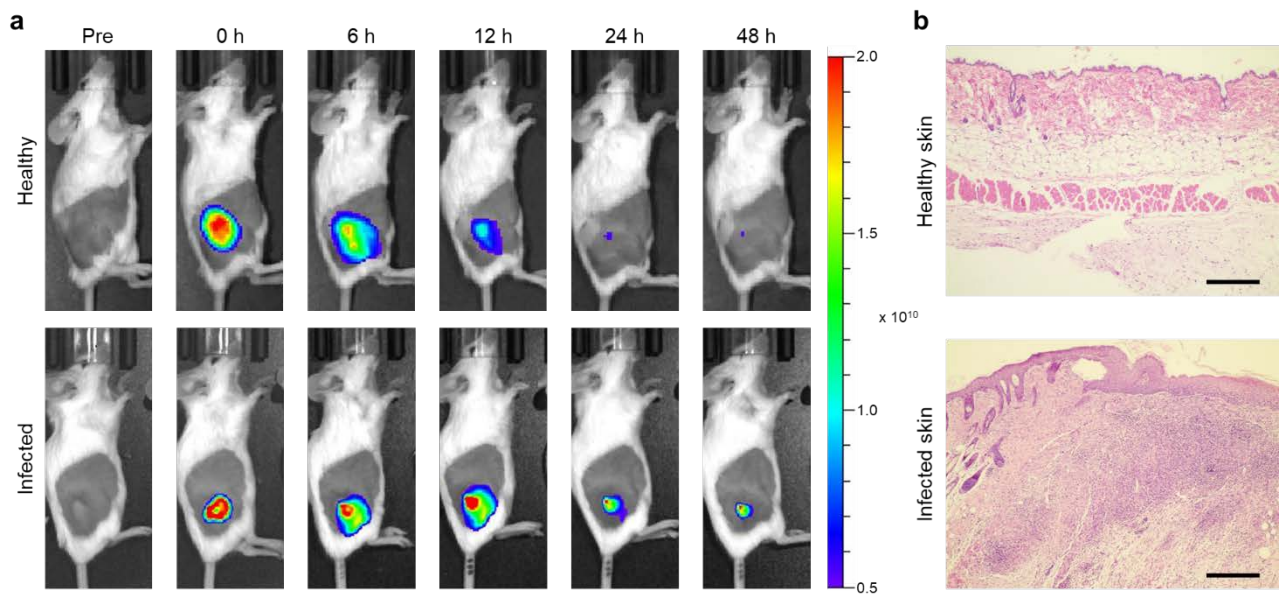 a
b
Pre
0 h
6 h
12 h
24 h
48 h
Healthy
Infected
2.0
1.5
x 10¹⁰
1.0
0.5
Healthy skin
Infected skin